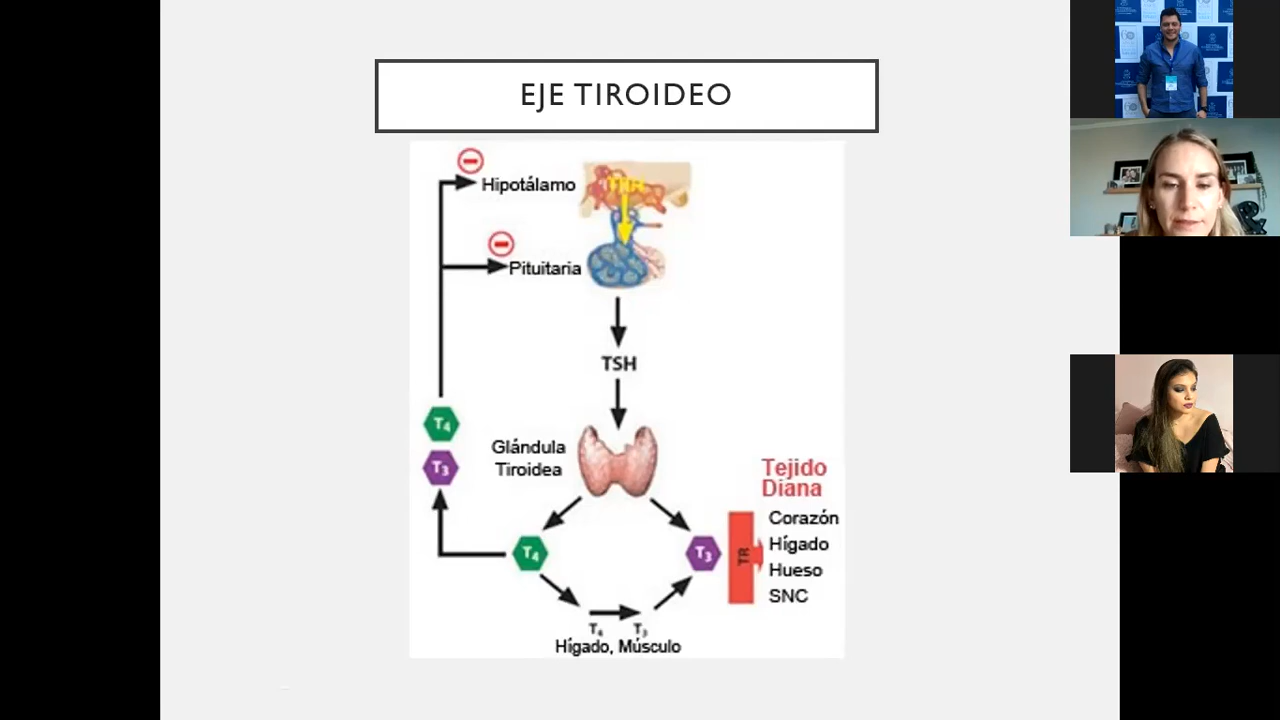 EJE TIROIDEO
Hipotálamo
Pituitaria
TSH
T4
T3
Glándula
Tiroidea
Tejido
Diana
Corazón
Hígado
Hueso
SNC
T4
T3
TR
T4 T3
Hígado, Músculo